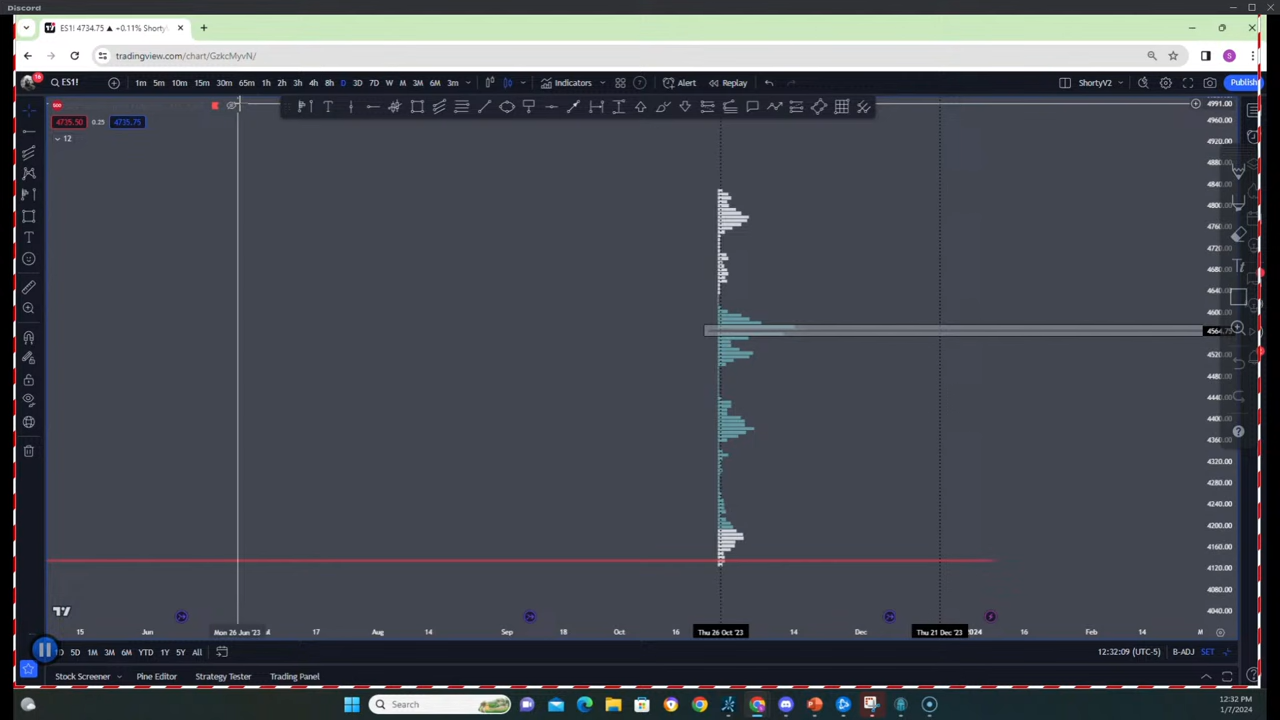 Discord
ES1! 4734.75 ▲ +0.11% Shorty
tradingview.com/chart/GzkcMyvN/
ES1!
1m 5m 10m 15m 30m 65m 1h 2h 3h 4h 8h D 3D 7D W M 3M 6M 3m
Indicators
Alert
Replay
ShortyV2
Publish
4735.50 0.25 4735.75
12
4991.00
4960.00
4920.00
4880.00
4840.00
4800.00
4760.00
4720.00
4680.00
4640.00
4600.00
4564.75
4520.00
4480.00
4440.00
4400.00
4360.00
4320.00
4280.00
4240.00
4200.00
4160.00
4120.00
4080.00
4040.00
15 Jun Mon 26 Jun '23 17 Aug 14 Sep 18 Oct 16 Thu 26 Oct '23 14 Dec Thu 21 Dec '23 2024 16 Feb 14
5D 1M 3M 6M YTD 1Y 5Y All
12:32:09 (UTC-5) B-ADJ SET
Stock Screener Pine Editor Strategy Tester Trading Panel
Search
12:32 PM
1/7/2024